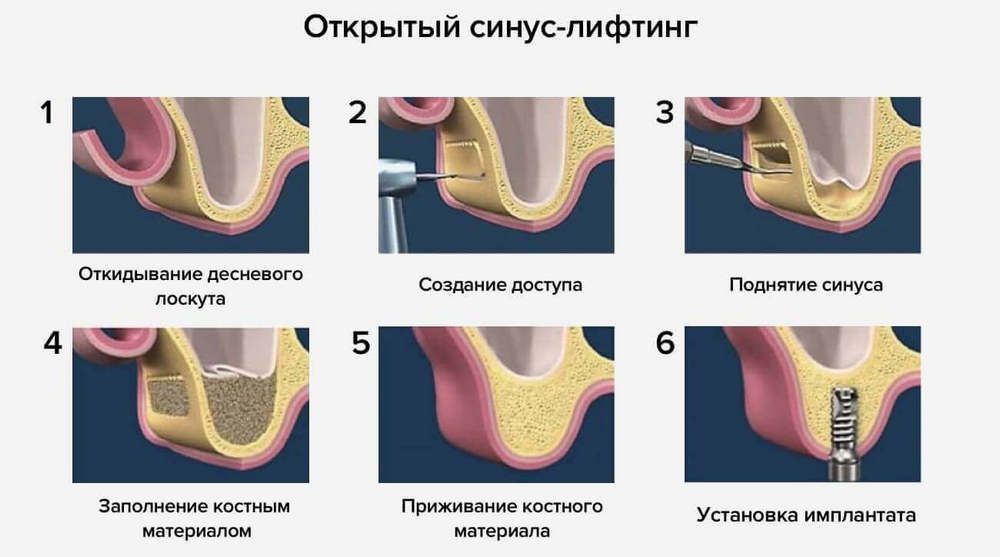 Открытый синус-лифтинг
1
2
3
Откидывание десневого
лоскута
Создание доступа
Поднятие синуса
4
5
6
Заполнение костным
материалом
Приживание костного
материала
Установка имплантата